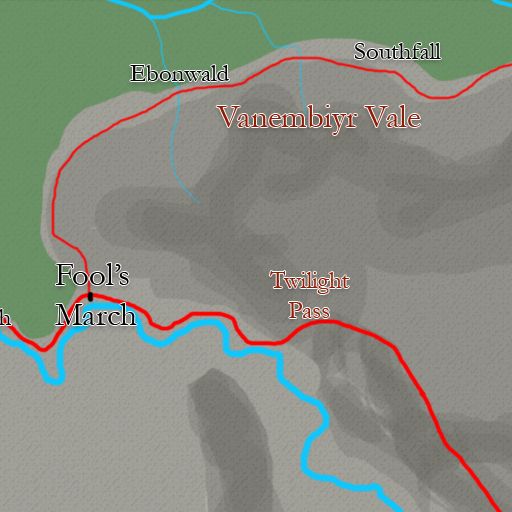 Southfall
Ebonwald
Vanembiyr Vale
Fool's
March
Twilight
Pass
h